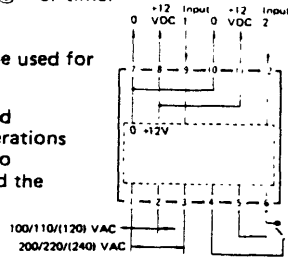 or timer
e used for
d
erations
o
d the
0 +12 VDC Input 1 0 +12 VDC Input 2
7 8 9 10 11 12
0 +12V
1 2 3 4 5 6
100/110/(120) VAC
200/220/(240) VAC